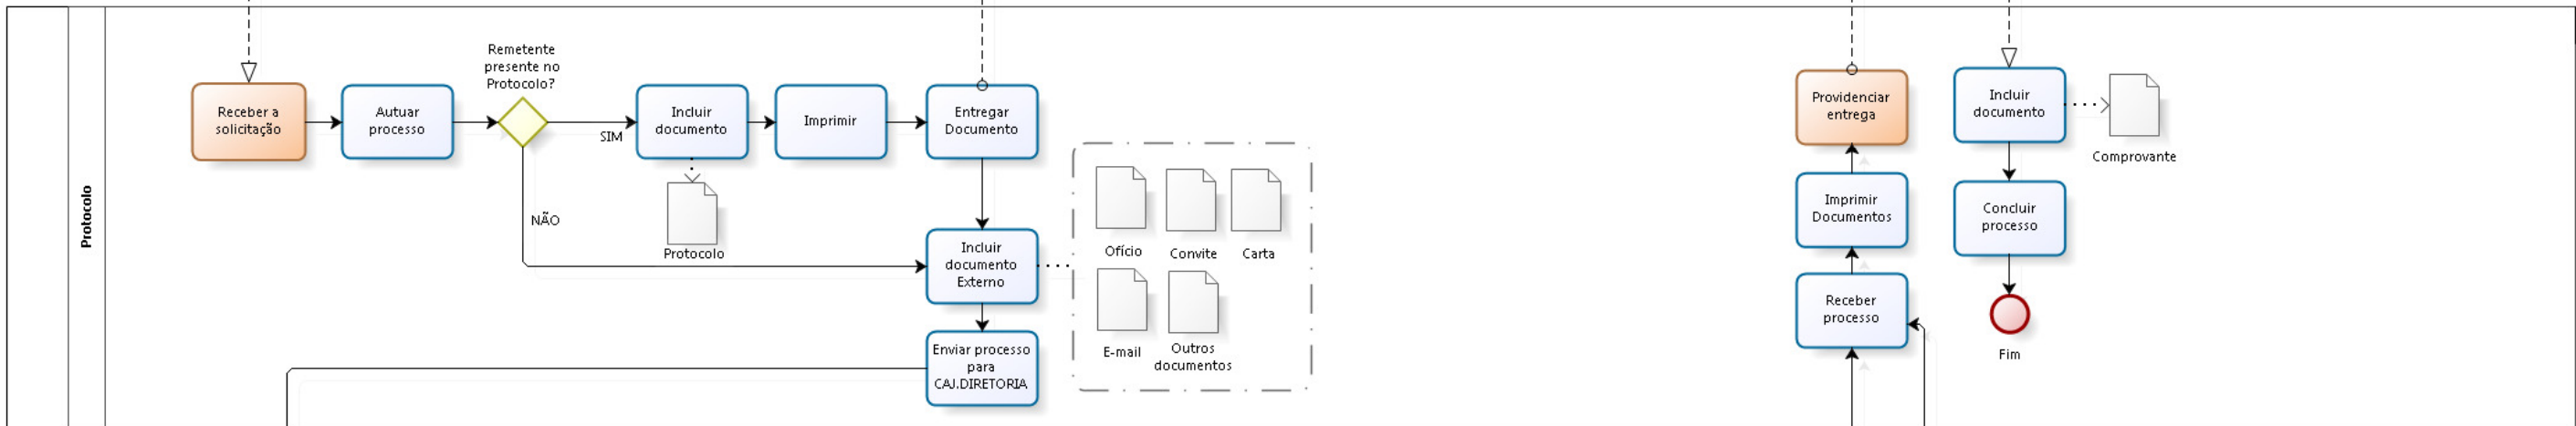 Protocolo
Receber a
solicitação
Autuar
processo
Remetente
presente no
Protocolo?
SIM
NÃO
Incluir
documento
Protocolo
Imprimir
Entregar
Documento
Incluir
documento
Externo
Enviar processo
para
CAJ.DIRETORIA
Ofício
Convite
Carta
E-mail
Outros
documentos
Providenciar
entrega
Imprimir
Documentos
Receber
processo
Incluir
documento
Comprovante
Concluir
processo
Fim